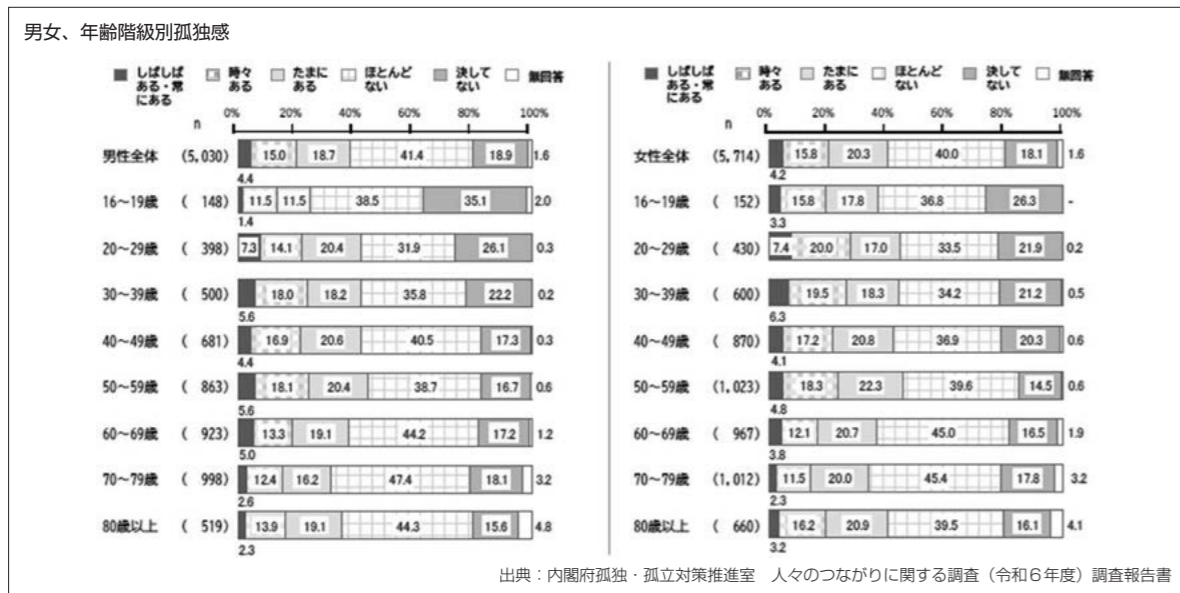 男女、年齢階級別孤独感
しばしばある・常にある 時々ある たまにある ほとんどない 決してない 無回答
n 0% 20% 40% 60% 80% 100%
男性全体 (5,030) 4.4 15.0 18.7 41.4 18.9 1.6
16～19歳 ( 148) 1.4 11.5 11.5 38.5 35.1 2.0
20～29歳 ( 398) 7.3 14.1 20.4 31.9 26.1 0.3
30～39歳 ( 500) 5.6 18.0 18.2 35.8 22.2 0.2
40～49歳 ( 681) 4.4 16.9 20.6 40.5 17.3 0.3
50～59歳 ( 863) 5.6 18.1 20.4 38.7 16.7 0.6
60～69歳 ( 923) 5.0 13.3 19.1 44.2 17.2 1.2
70～79歳 ( 998) 2.6 12.4 16.2 47.4 18.1 3.2
80歳以上 ( 519) 2.3 13.9 19.1 44.3 15.6 4.8
しばしばある・常にある 時々ある たまにある ほとんどない 決してない 無回答
n 0% 20% 40% 60% 80% 100%
女性全体 (5,714) 4.2 15.8 20.3 40.0 18.1 1.6
16～19歳 ( 152) 3.3 15.8 17.8 36.8 26.3 -
20～29歳 ( 430) 7.4 20.0 17.0 33.5 21.9 0.2
30～39歳 ( 600) 6.3 19.5 18.3 34.2 21.2 0.5
40～49歳 ( 870) 4.1 17.2 20.8 36.9 20.3 0.6
50～59歳 (1,023) 4.8 18.3 22.3 39.6 14.5 0.6
60～69歳 ( 967) 3.8 12.1 20.7 45.0 16.5 1.9
70～79歳 (1,012) 2.3 11.5 20.0 45.4 17.8 3.2
80歳以上 ( 660) 3.2 16.2 20.9 39.5 16.1 4.1
出典：内閣府孤独・孤立対策推進室 人々のつながりに関する調査（令和６年度）調査報告書